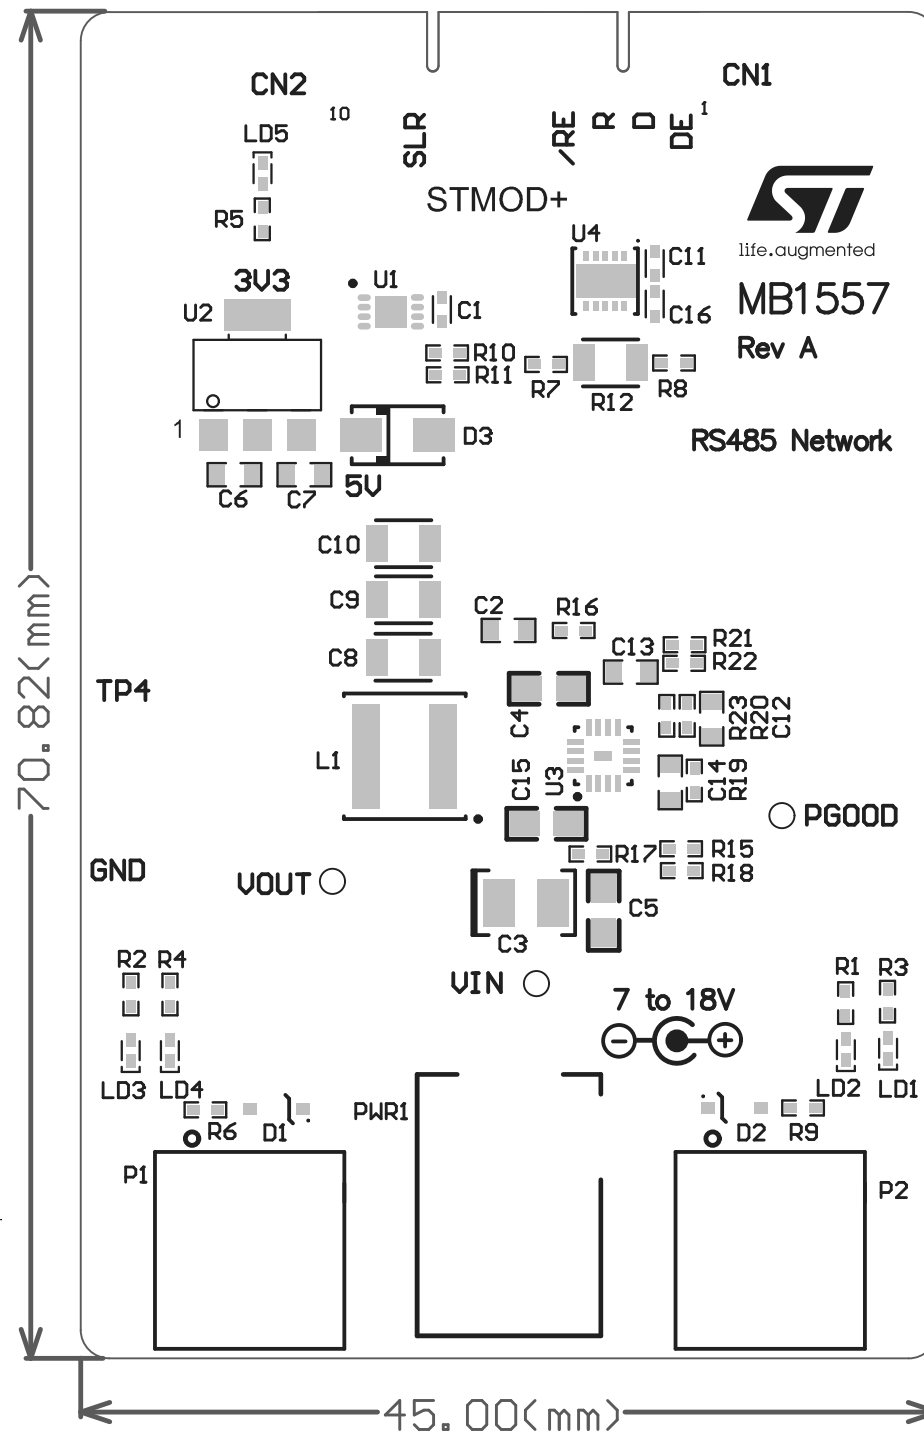 CN2
CN1
10
1
LD5
SLR
/RE
R
D
DE
STMOD+
R5
ST
life.augmented
U4
C11
3V3
U1
MB1557
U2
C1
C16
Rev A
R10
R11
R7
R8
R12
1
D3
RS485 Network
C6
C7
5V
C10
C9
C2
R16
C8
C13
R21
R22
TP4
C4
R23
R20
C12
70.82(mm)
L1
C15
U3
C14
R19
PGOOD
R17
R15
R18
GND
VOUT
C5
C3
R2
R4
R1
R3
VIN
7 to 18V
LD3
LD4
LD2
LD1
PWR1
R6
D1
D2
R9
P1
P2
45.00(mm)